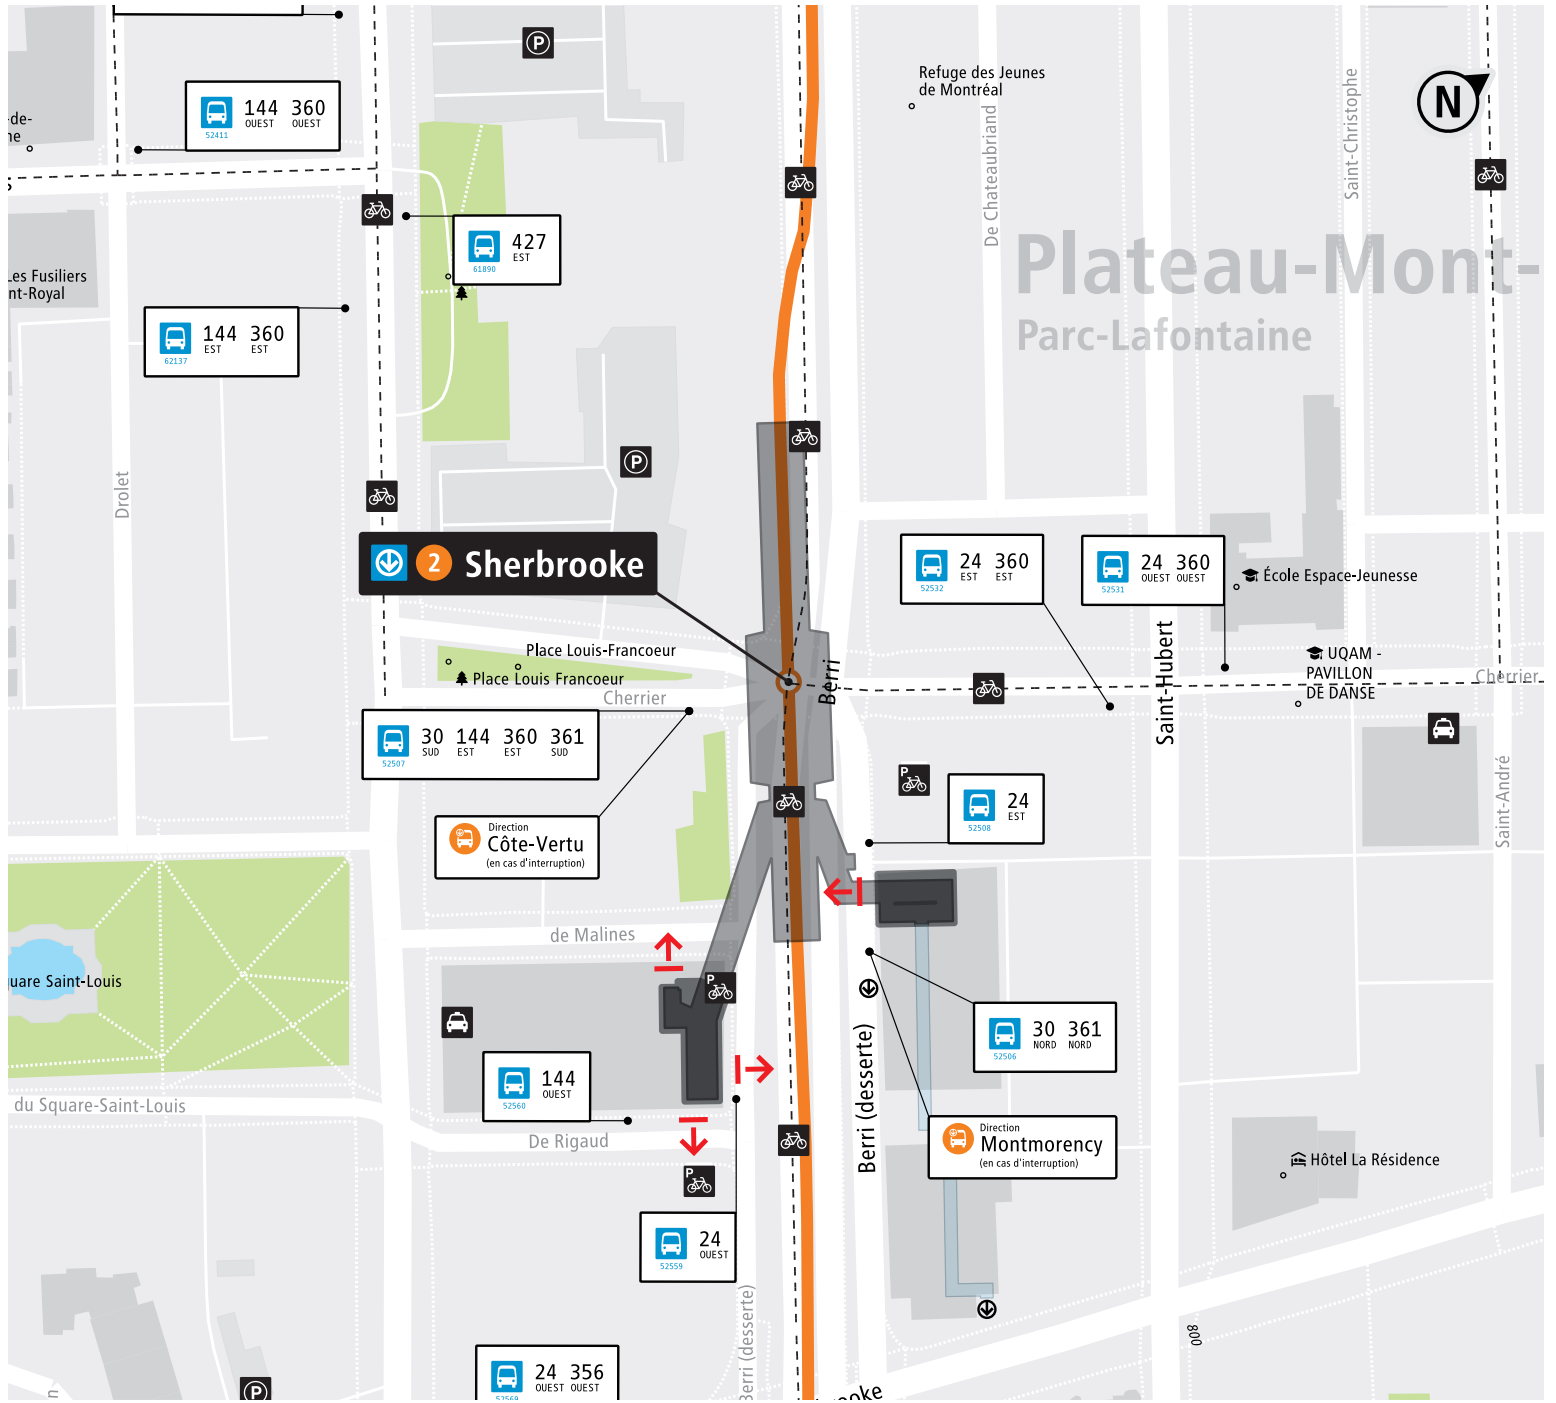 144 360
OUEST OUEST
52411
Refuge des Jeunes
de Montréal
N
-de-
ne
De Chateaubriand
Saint-Christophe
427
EST
61890
Les Fusiliers
nt-Royal
144 360
EST EST
62137
Plateau-Mont-
Parc-Lafontaine
P
P
Drolet
2 Sherbrooke
24 360
EST EST
52532
24 360
OUEST OUEST
52531
École Espace-Jeunesse
Place Louis-Francoeur
Place Louis Francoeur
Cherrier
Berri
Saint-Hubert
UQAM -
PAVILLON
DE DANSE
Cherrier
30 144 360 361
SUD EST EST SUD
52507
P
24
EST
52508
Saint-André
Direction
Côte-Vertu
(en cas d'interruption)
de Malines
uare Saint-Louis
P
Berri (desserte)
30 361
NORD NORD
52506
144
OUEST
52560
du Square-Saint-Louis
De Rigaud
Direction
Montmorency
(en cas d'interruption)
Hôtel La Résidence
P
24
OUEST
52559
Berri (desserte)
800
24 356
OUEST OUEST
52569
P
ooke